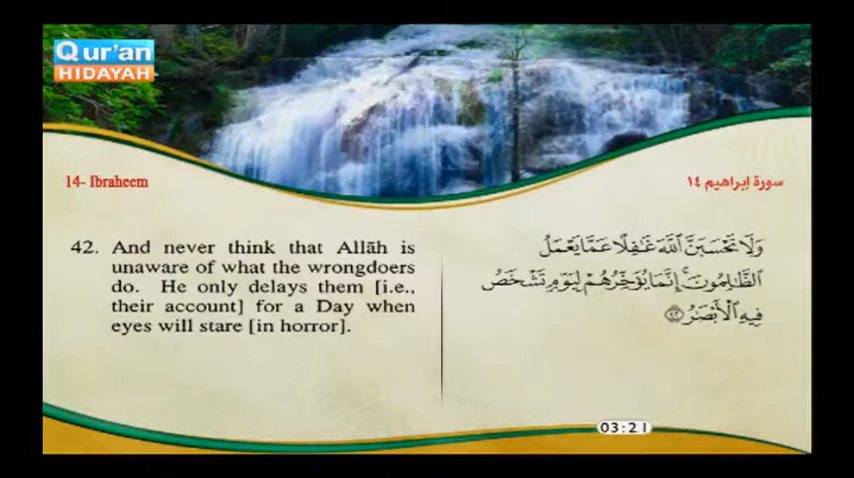 Qur'an
HIDAYAH
14- Ibraheem
سورة إبراهيم ١٤
42. And never think that Allāh is
unaware of what the wrongdoers
do. He only delays them [i.e.,
their account] for a Day when
eyes will stare [in horror].
وَلَا تَحْسَبَنَّ ٱللَّهَ غَٰفِلًا عَمَّا يَعْمَلُ
ٱلظَّٰلِمُونَ ۚ إِنَّمَا يُؤَخِّرُهُمْ لِيَوْمٍ تَشْخَصُ
فِيهِ ٱلْأَبْصَٰرُ ٤٢
03:21